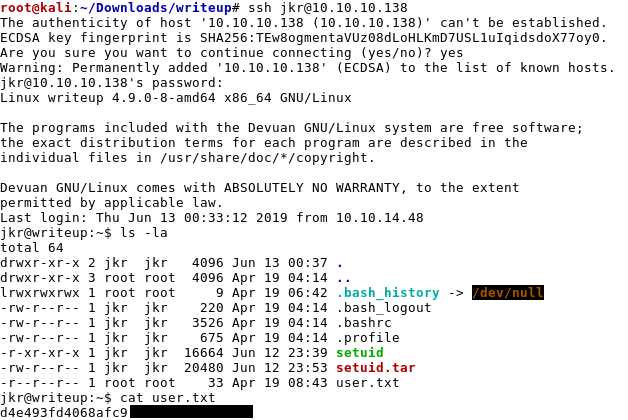 root@kali:~/Downloads/writeup# ssh jkr@10.10.10.138
The authenticity of host '10.10.10.138 (10.10.10.138)' can't be established.
ECDSA key fingerprint is SHA256:TEw8ogmentaVUz08dLoHLKmD7USL1uIqidsdoX77oy0.
Are you sure you want to continue connecting (yes/no)? yes
Warning: Permanently added '10.10.10.138' (ECDSA) to the list of known hosts.
jkr@10.10.10.138's password:
Linux writeup 4.9.0-8-amd64 x86_64 GNU/Linux
The programs included with the Devuan GNU/Linux system are free software;
the exact distribution terms for each program are described in the
individual files in /usr/share/doc/*/copyright.
Devuan GNU/Linux comes with ABSOLUTELY NO WARRANTY, to the extent
permitted by applicable law.
Last login: Thu Jun 13 00:33:12 2019 from 10.10.14.48
jkr@writeup:~$ ls -la
total 64
drwxr-xr-x 2 jkr  jkr   4096 Jun 13 00:37 .
drwxr-xr-x 3 root root  4096 Apr 19 04:14 ..
lrwxrwxrwx 1 root root     9 Apr 19 06:42 .bash_history -> /dev/null
-rw-r--r-- 1 jkr  jkr    220 Apr 19 04:14 .bash_logout
-rw-r--r-- 1 jkr  jkr   3526 Apr 19 04:14 .bashrc
-rw-r--r-- 1 jkr  jkr    675 Apr 19 04:14 .profile
-r-xr-xr-x 1 jkr  jkr  16664 Jun 12 23:39 setuid
-rw-r--r-- 1 jkr  jkr  20480 Jun 12 23:53 setuid.tar
-r--r--r-- 1 root root    33 Apr 19 08:43 user.txt
jkr@writeup:~$ cat user.txt
d4e493fd4068afc9